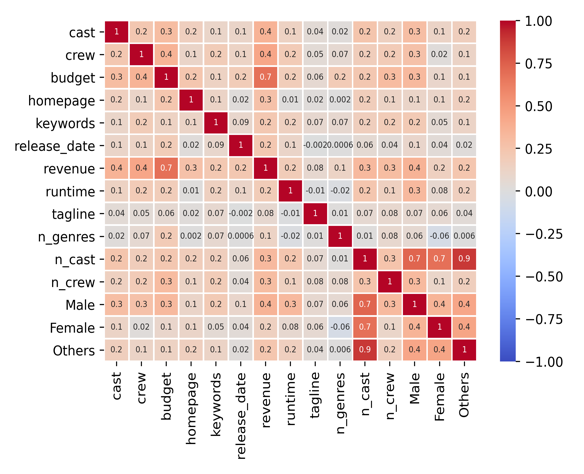 cast 1 0.2 0.3 0.2 0.1 0.1 0.4 0.1 0.04 0.02 0.2 0.2 0.3 0.1 0.2
crew 0.2 1 0.4 0.1 0.2 0.1 0.4 0.2 0.05 0.07 0.2 0.2 0.3 0.02 0.1
budget 0.3 0.4 1 0.2 0.1 0.2 0.7 0.2 0.06 0.2 0.2 0.3 0.3 0.1 0.1
homepage 0.2 0.1 0.2 1 0.1 0.02 0.3 0.01 0.02 0.002 0.2 0.1 0.1 0.1 0.2
keywords 0.1 0.2 0.1 0.1 1 0.09 0.2 0.2 0.07 0.07 0.2 0.2 0.2 0.05 0.1
release_date 0.1 0.1 0.2 0.02 0.09 1 0.2 0.1 -0.002 0.0006 0.06 0.04 0.1 0.04 0.02
revenue 0.4 0.4 0.7 0.3 0.2 0.2 1 0.2 0.08 0.1 0.3 0.3 0.4 0.2 0.2
runtime 0.1 0.2 0.2 0.01 0.2 0.1 0.2 1 -0.01 -0.02 0.2 0.1 0.3 0.08 0.2
tagline 0.04 0.05 0.06 0.02 0.07 -0.002 0.08 -0.01 1 0.01 0.07 0.08 0.07 0.06 0.04
n_genres 0.02 0.07 0.2 0.002 0.07 0.0006 0.1 -0.02 0.01 1 0.01 0.08 0.06 -0.06 0.006
n_cast 0.2 0.2 0.2 0.2 0.2 0.06 0.3 0.2 0.07 0.01 1 0.3 0.7 0.7 0.9
n_crew 0.2 0.2 0.3 0.1 0.2 0.04 0.3 0.1 0.08 0.08 0.3 1 0.3 0.1 0.2
Male 0.3 0.3 0.3 0.1 0.2 0.1 0.4 0.3 0.07 0.06 0.7 0.3 1 0.4 0.4
Female 0.1 0.02 0.1 0.1 0.05 0.04 0.2 0.08 0.06 -0.06 0.7 0.1 0.4 1 0.4
Others 0.2 0.1 0.1 0.2 0.1 0.02 0.2 0.2 0.04 0.006 0.9 0.2 0.4 0.4 1
cast crew budget homepage keywords release_date revenue runtime tagline n_genres n_cast n_crew Male Female Others
1.00
0.75
0.50
0.25
0.00
−0.25
−0.50
−0.75
−1.00